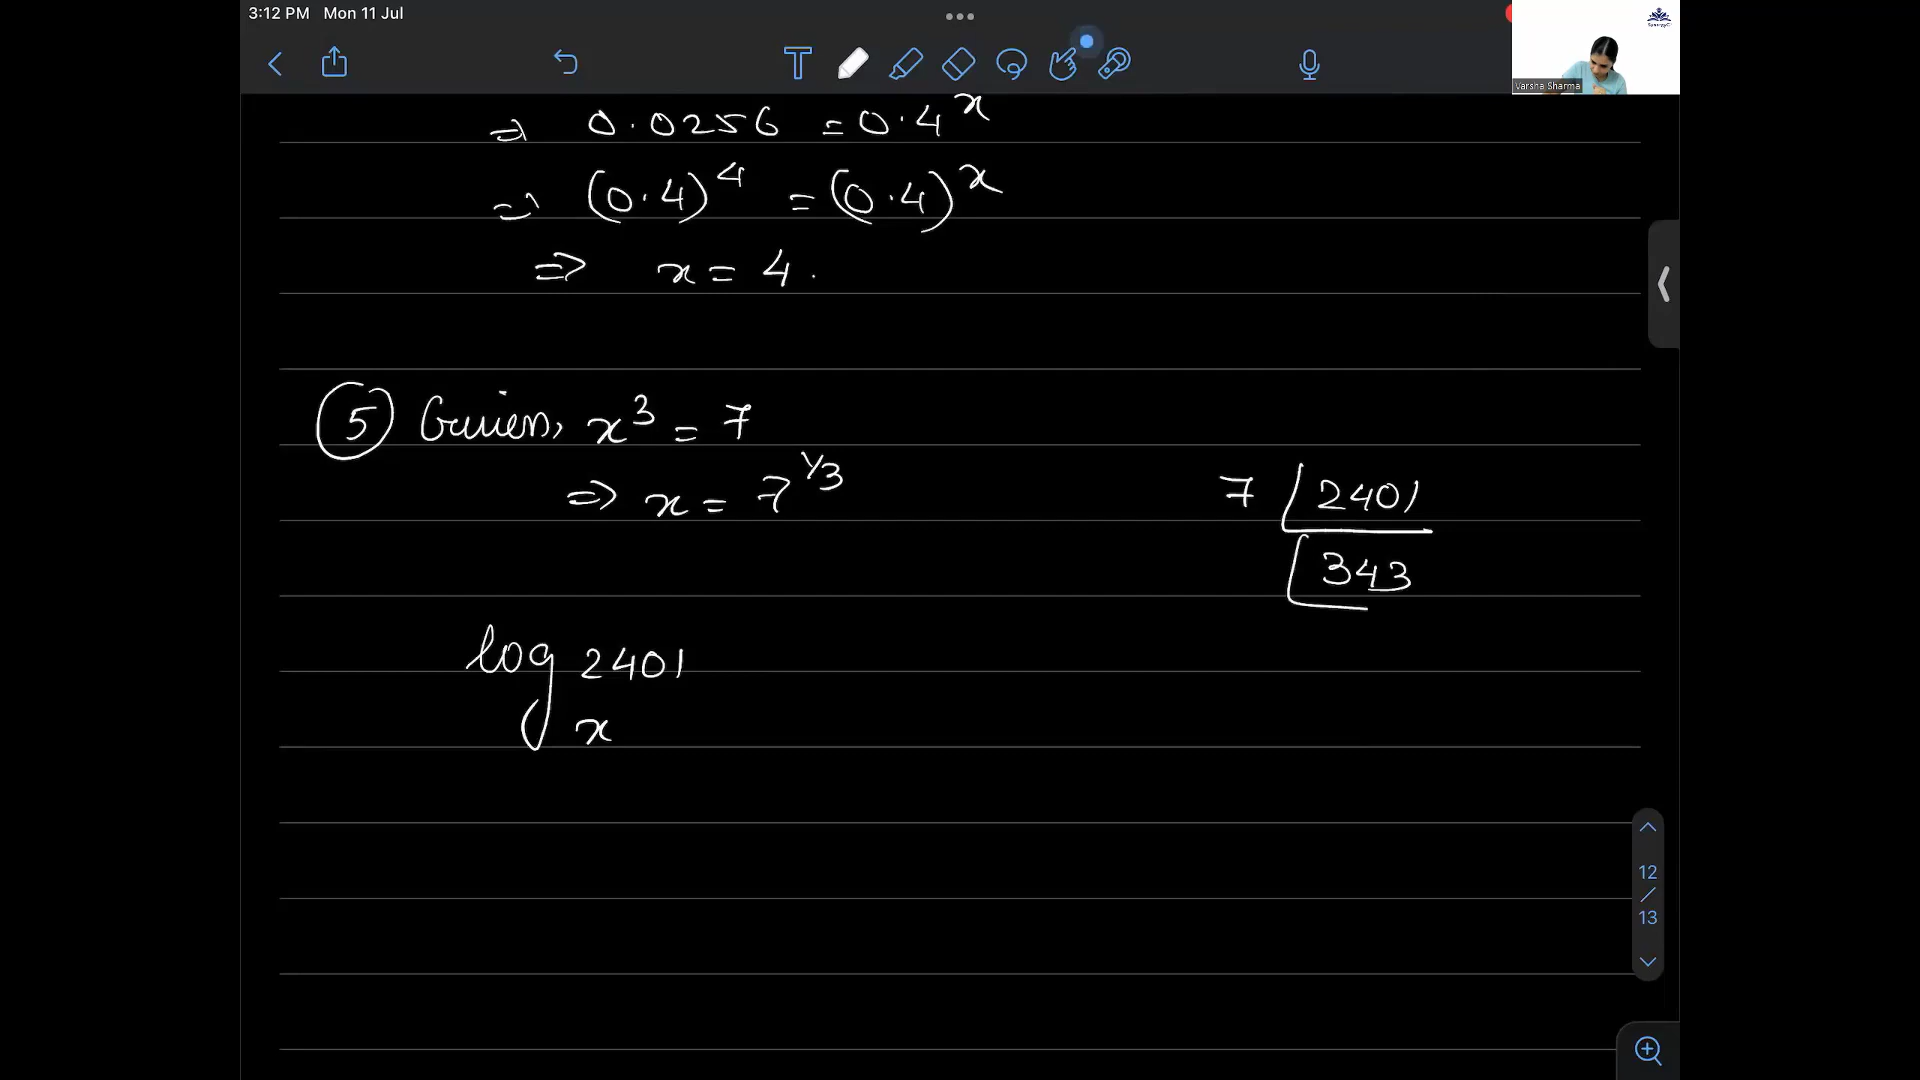 3:12 PM Mon 11 Jul
Varsha Sharma
⇒ 0.0256 = 0.4^x
⇒ (0.4)^4 = (0.4)^x
⇒ x = 4.
5 Given, x^3 = 7
⇒ x = 7^1/3
7 2401
343
log 2401
x
12
/
13